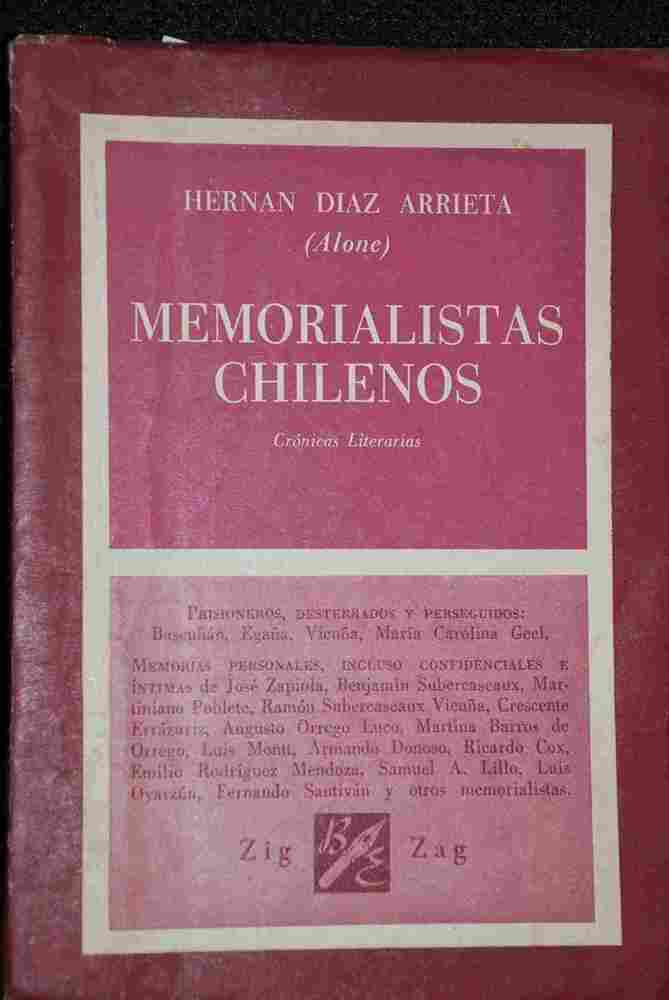 HERNAN DIAZ ARRIETA
(Alone)
MEMORIALISTAS
CHILENOS
Crónicas Literarias
PRISIONEROS, DESTERRADOS Y PERSEGUIDOS:
Bascuñán, Egaña, Vicuña, María Carolina Geel.
MEMORIAS PERSONALES, INCLUSO CONFIDENCIALES E
ÍNTIMAS de José Zapiola, Benjamín Subercaseaux, Mar-
tiniano Poblete, Ramón Subercaseaux Vicuña, Crescente
Errázuriz, Augusto Orrego Luco, Martina Barros de
Orrego, Luis Montt, Armando Donoso, Ricardo Cox,
Emilio Rodríguez Mendoza, Samuel A. Lillo, Luis
Oyarzún, Fernando Santiván y otros memorialistas.
Zig Zag